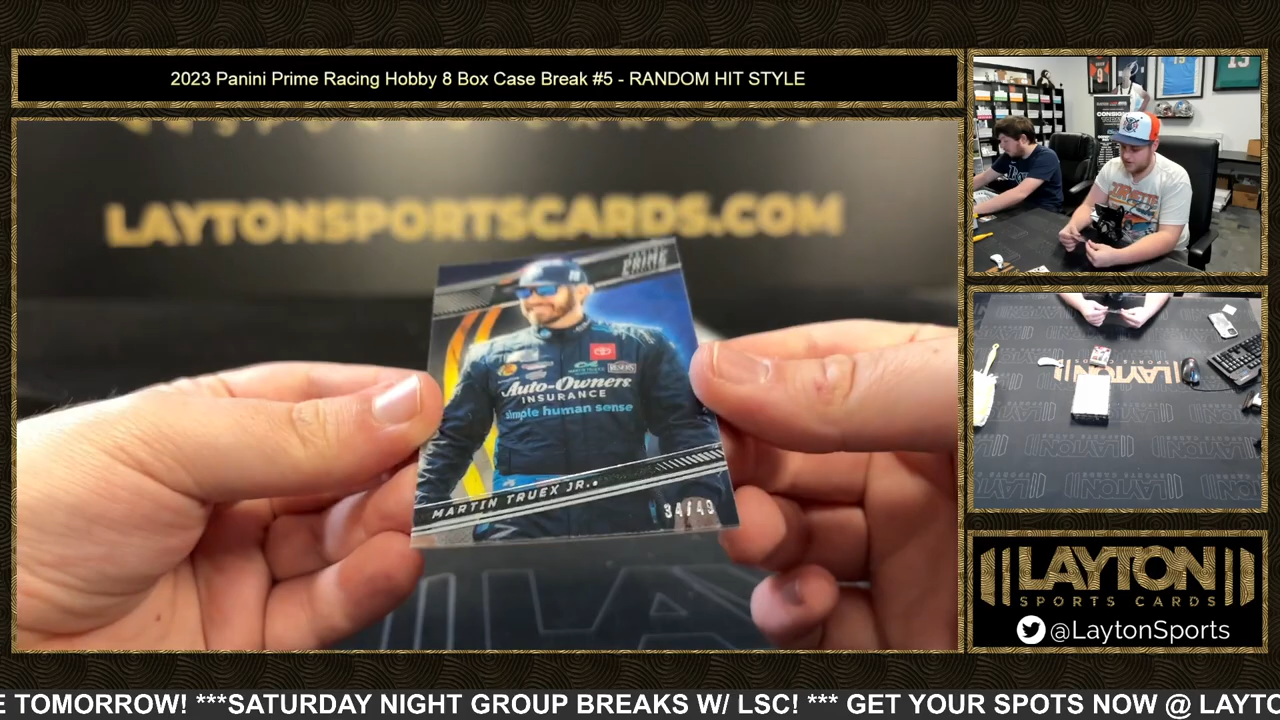 2023 Panini Prime Racing Hobby 8 Box Case Break #5 - RANDOM HIT STYLE
LAYTONSPORTSCARDS.COM
PRIME
Auto-Owners
INSURANCE
simple human sense
MARTIN TRUEX JR.
34/49
LAYTON
LAYTON
SPORTS CARDS
@LaytonSports
E TOMORROW! ***SATURDAY NIGHT GROUP BREAKS W/ LSC! *** GET YOUR SPOTS NOW @ LAYTO